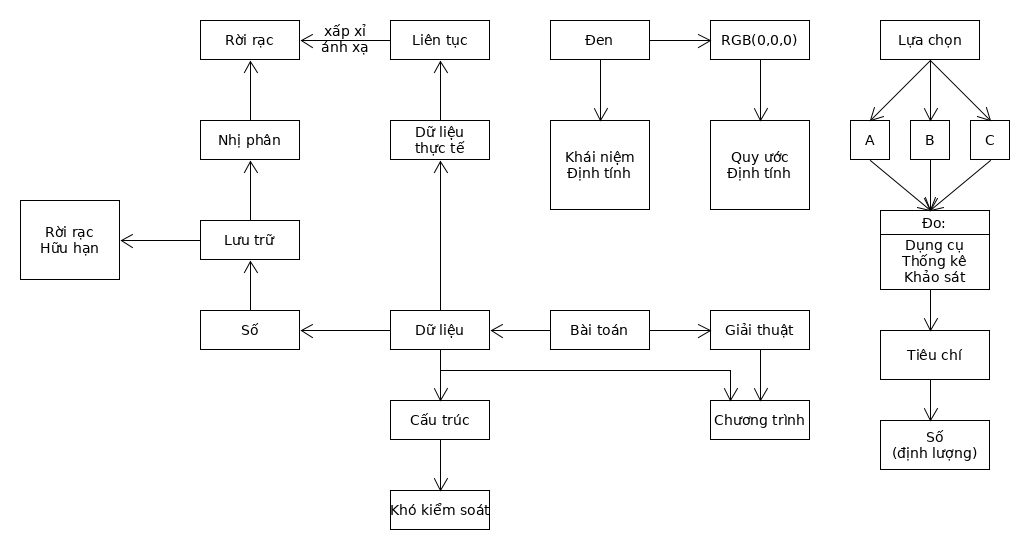 Rời rạc
xấp xỉ
ánh xạ
Liên tục
Đen
RGB(0,0,0)
Lựa chọn
Nhị phân
Dữ liệu
thực tế
Khái niệm
Định tính
Quy ước
Định tính
A
B
C
Rời rạc
Hữu hạn
Lưu trữ
Đo:
Dụng cụ
Thống kê
Khảo sát
Số
Dữ liệu
Bài toán
Giải thuật
Tiêu chí
Cấu trúc
Chương trình
Số
(định lượng)
Khó kiểm soát